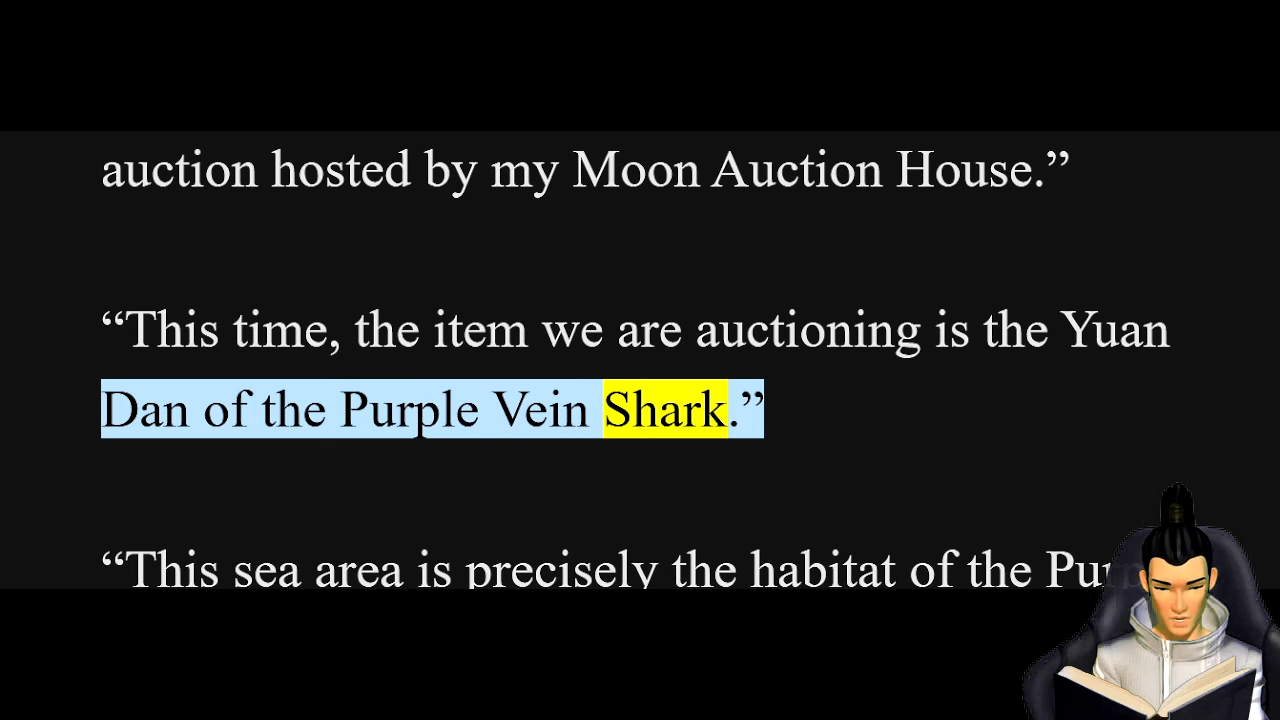 auction hosted by my Moon Auction House.”
“This time, the item we are auctioning is the Yuan
Dan of the Purple Vein Shark.”
“This sea area is precisely the habitat of the